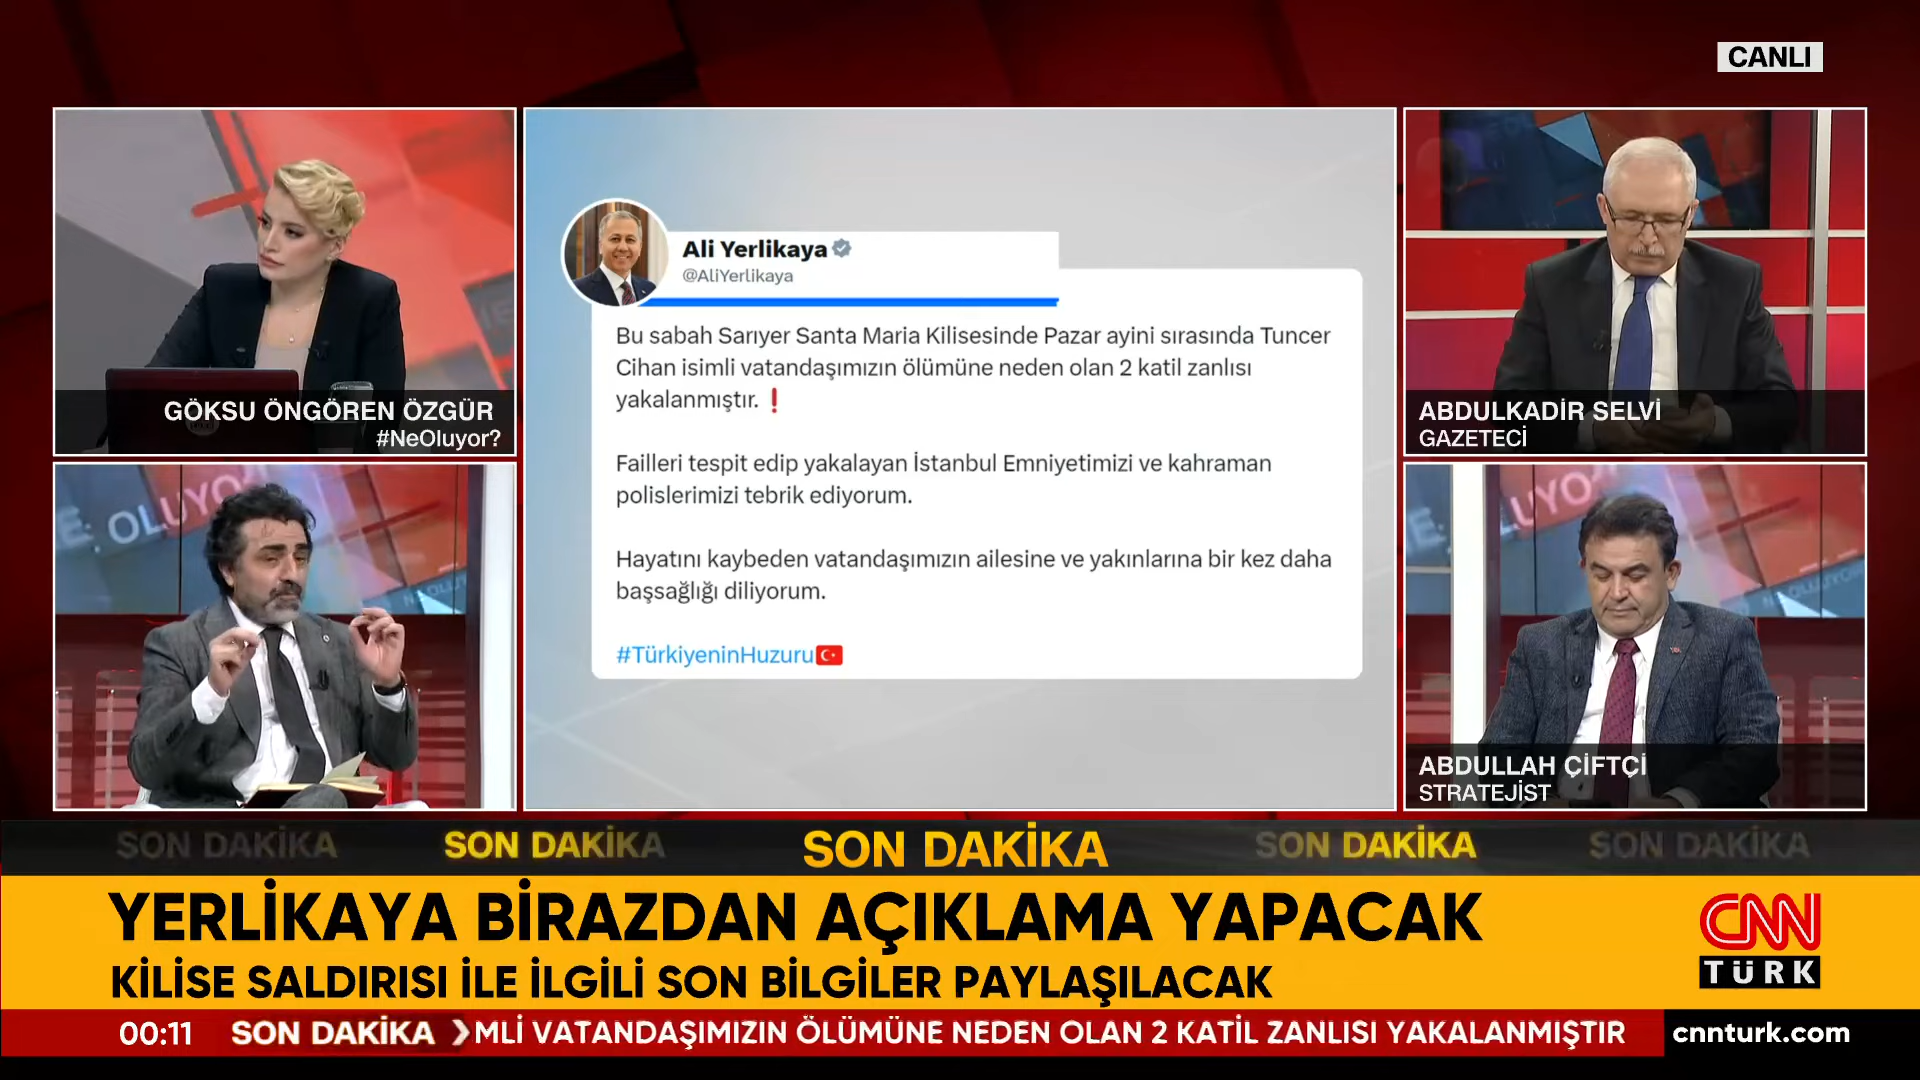 CANLI
GÖKSU ÖNGÖREN ÖZGÜR
#NeOluyor?
OLUYO
Ali Yerlikaya
@AliYerlikaya
Bu sabah Sarıyer Santa Maria Kilisesinde Pazar ayini sırasında Tuncer
Cihan isimli vatandaşımızın ölümüne neden olan 2 katil zanlısı
yakalanmıştır. ❗
Failleri tespit edip yakalayan İstanbul Emniyetimizi ve kahraman
polislerimizi tebrik ediyorum.
Hayatını kaybeden vatandaşımızın ailesine ve yakınlarına bir kez daha
başsağlığı diliyorum.
#TürkiyeninHuzuru🇹🇷
ABDULKADİR SELVİ
GAZETECİ
LUYO
ABDULLAH ÇİFTÇİ
STRATEJİST
SON DAKİKA SON DAKİKA SON DAKİKA SON DAKİKA SON DAKİKA
YERLİKAYA BİRAZDAN AÇIKLAMA YAPACAK
KİLİSE SALDIRISI İLE İLGİLİ SON BİLGİLER PAYLAŞILACAK
CNN
TÜRK
00:11 SON DAKİKA ❯ MLİ VATANDAŞIMIZIN ÖLÜMÜNE NEDEN OLAN 2 KATİL ZANLISI YAKALANMIŞTIR cnnturk.com